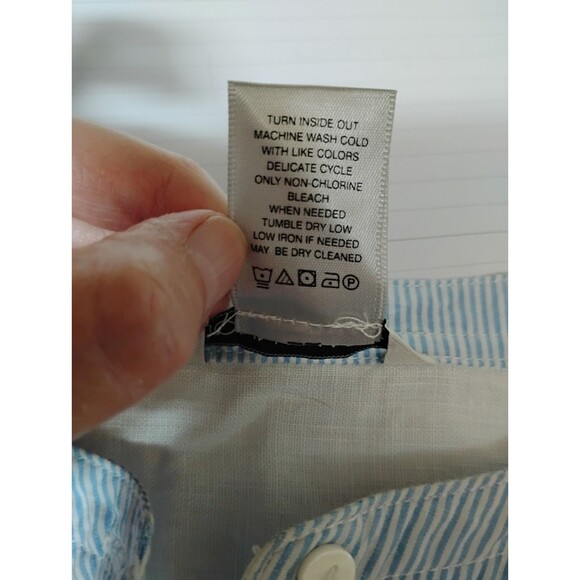 TURN INSIDE OUT
MACHINE WASH COLD
WITH LIKE COLORS
DELICATE CYCLE
ONLY NON-CHLORINE
BLEACH
WHEN NEEDED
TUMBLE DRY LOW
LOW IRON IF NEEDED
MAY BE DRY CLEANED
P